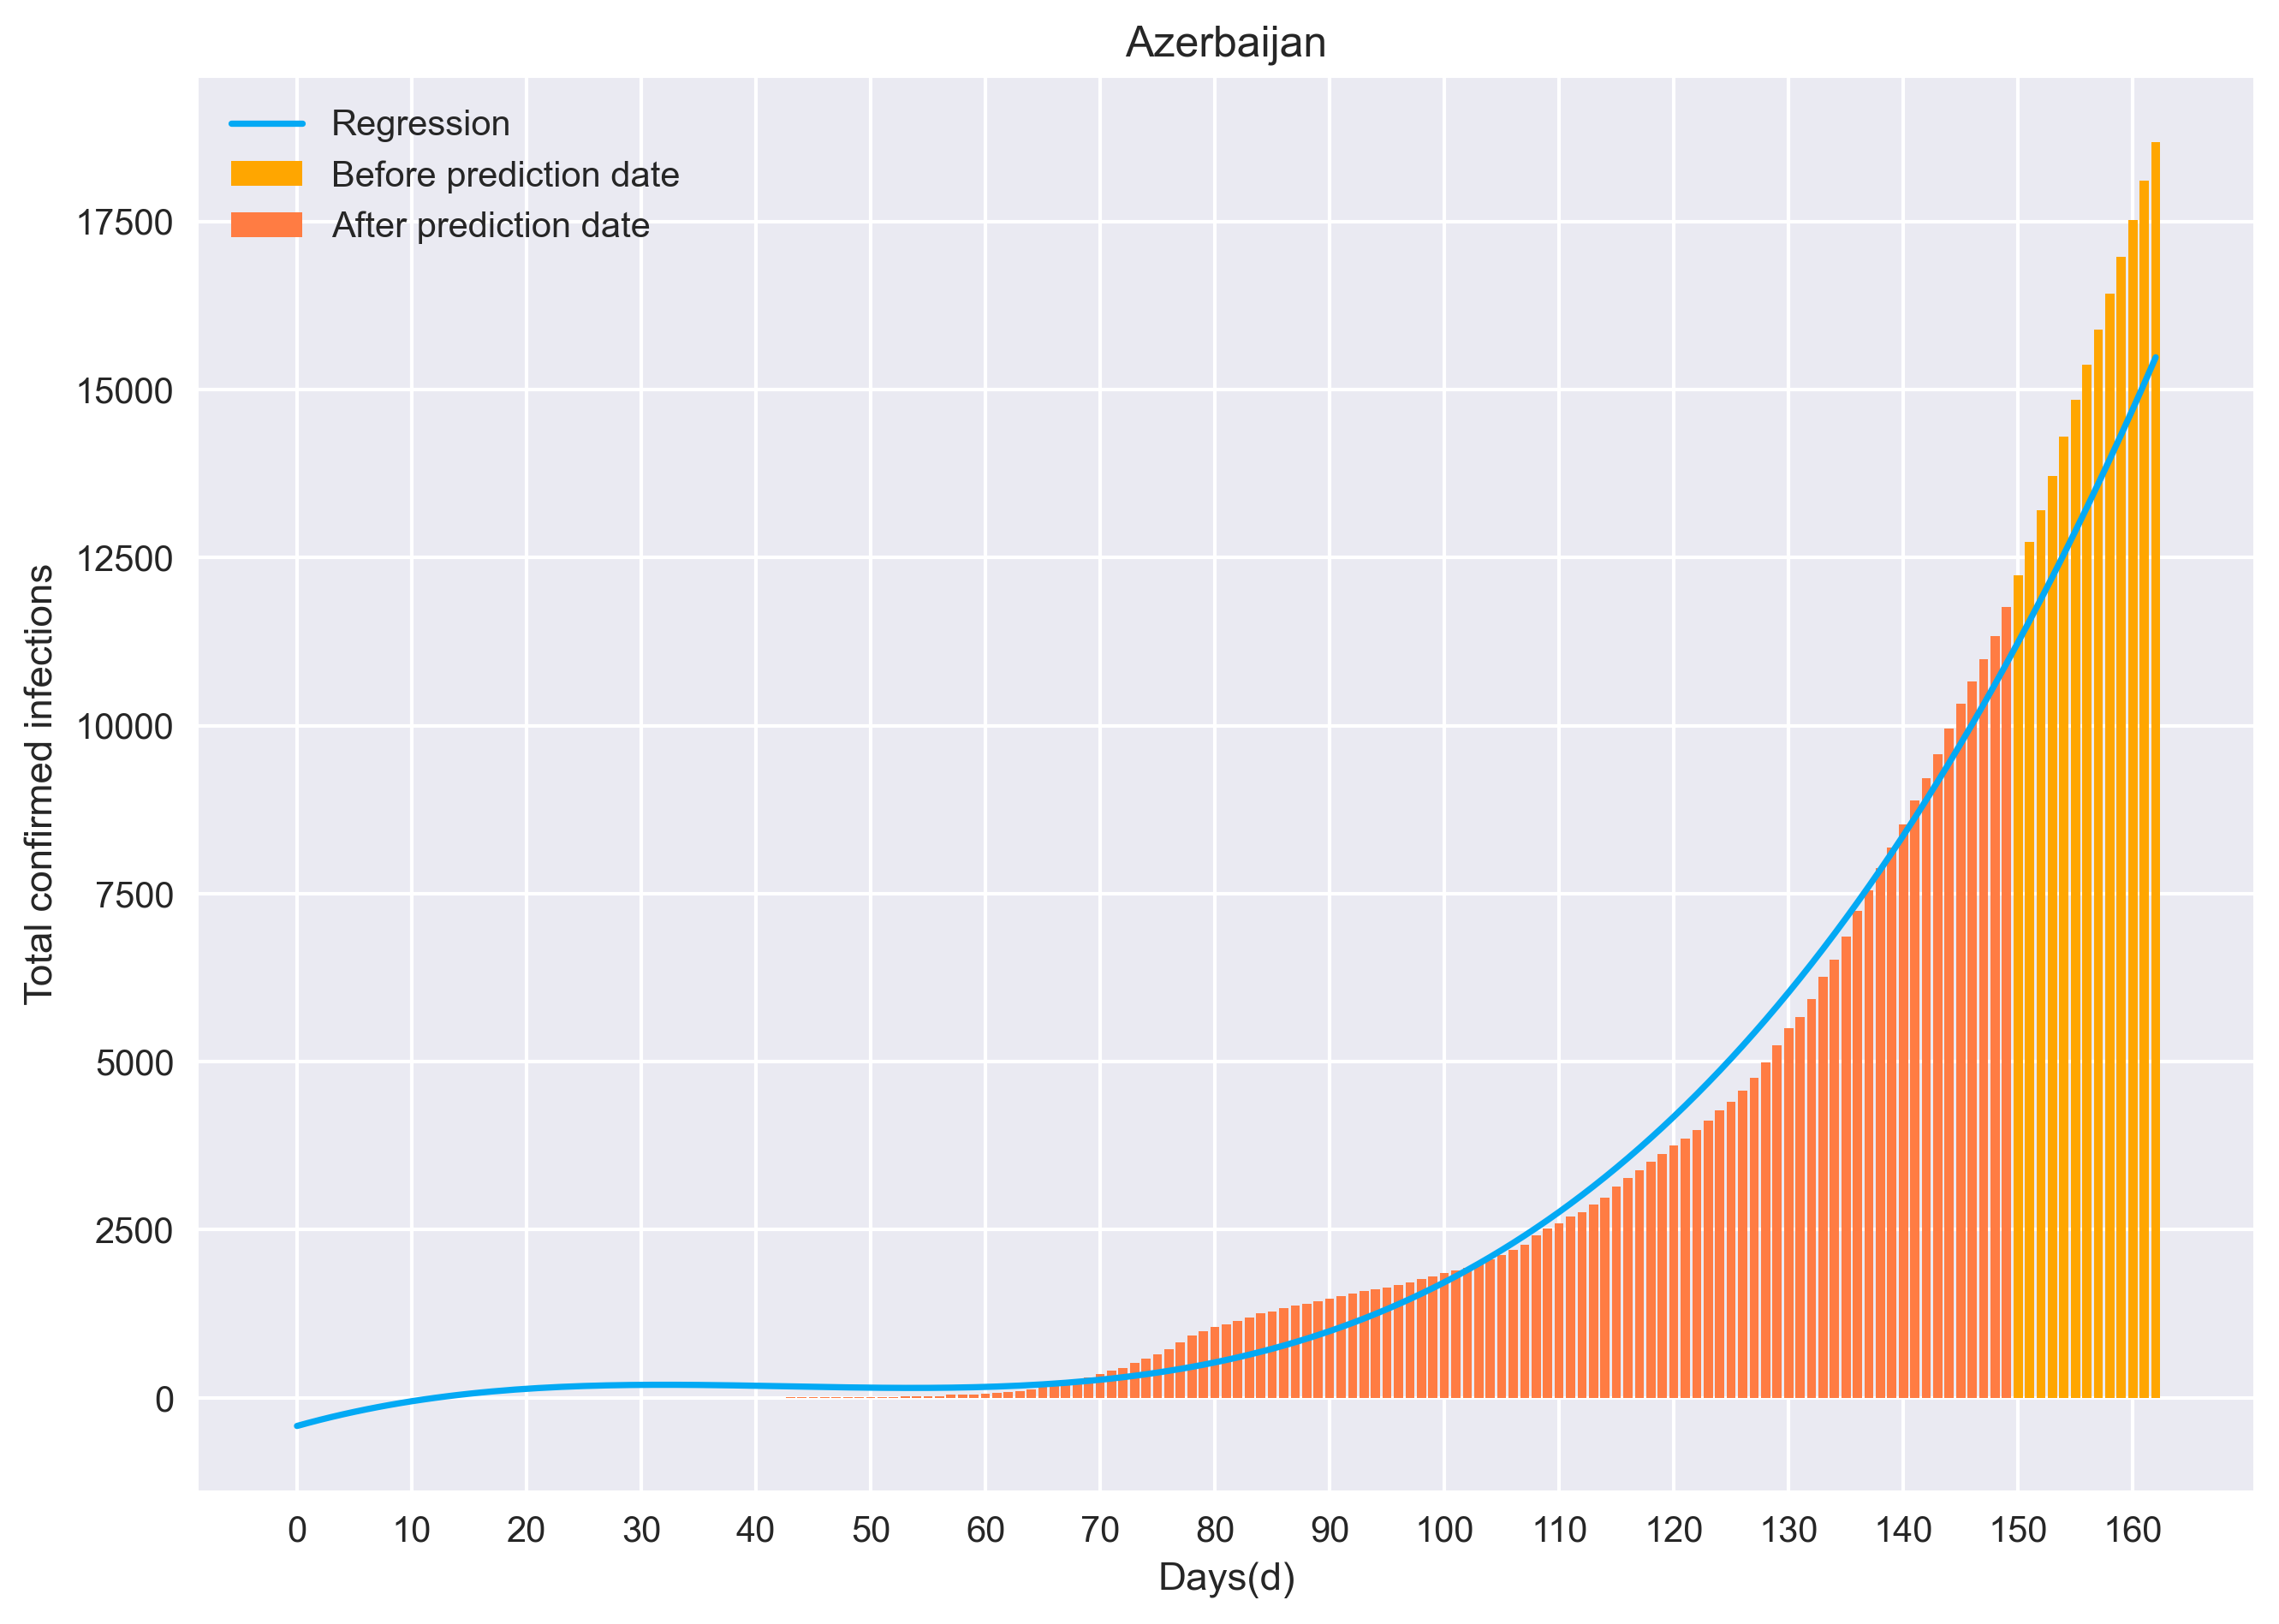 Azerbaijan
Regression
Before prediction date
After prediction date
17500
15000
12500
10000
7500
5000
2500
0
Total confirmed infections
0 10 20 30 40 50 60 70 80 90 100 110 120 130 140 150 160
Days(d)